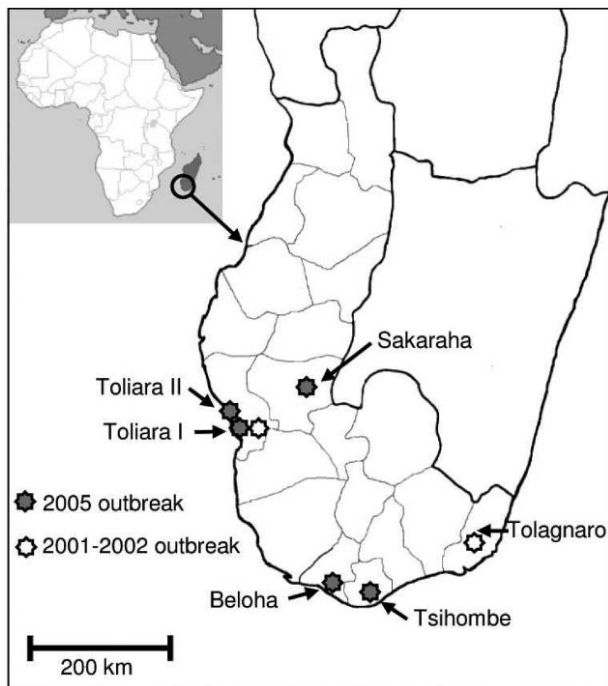 Sakaraha
Toliara II
Toliara I
2005 outbreak
2001-2002 outbreak
Tolagnaro
Beloha
Tsihombe
200 km